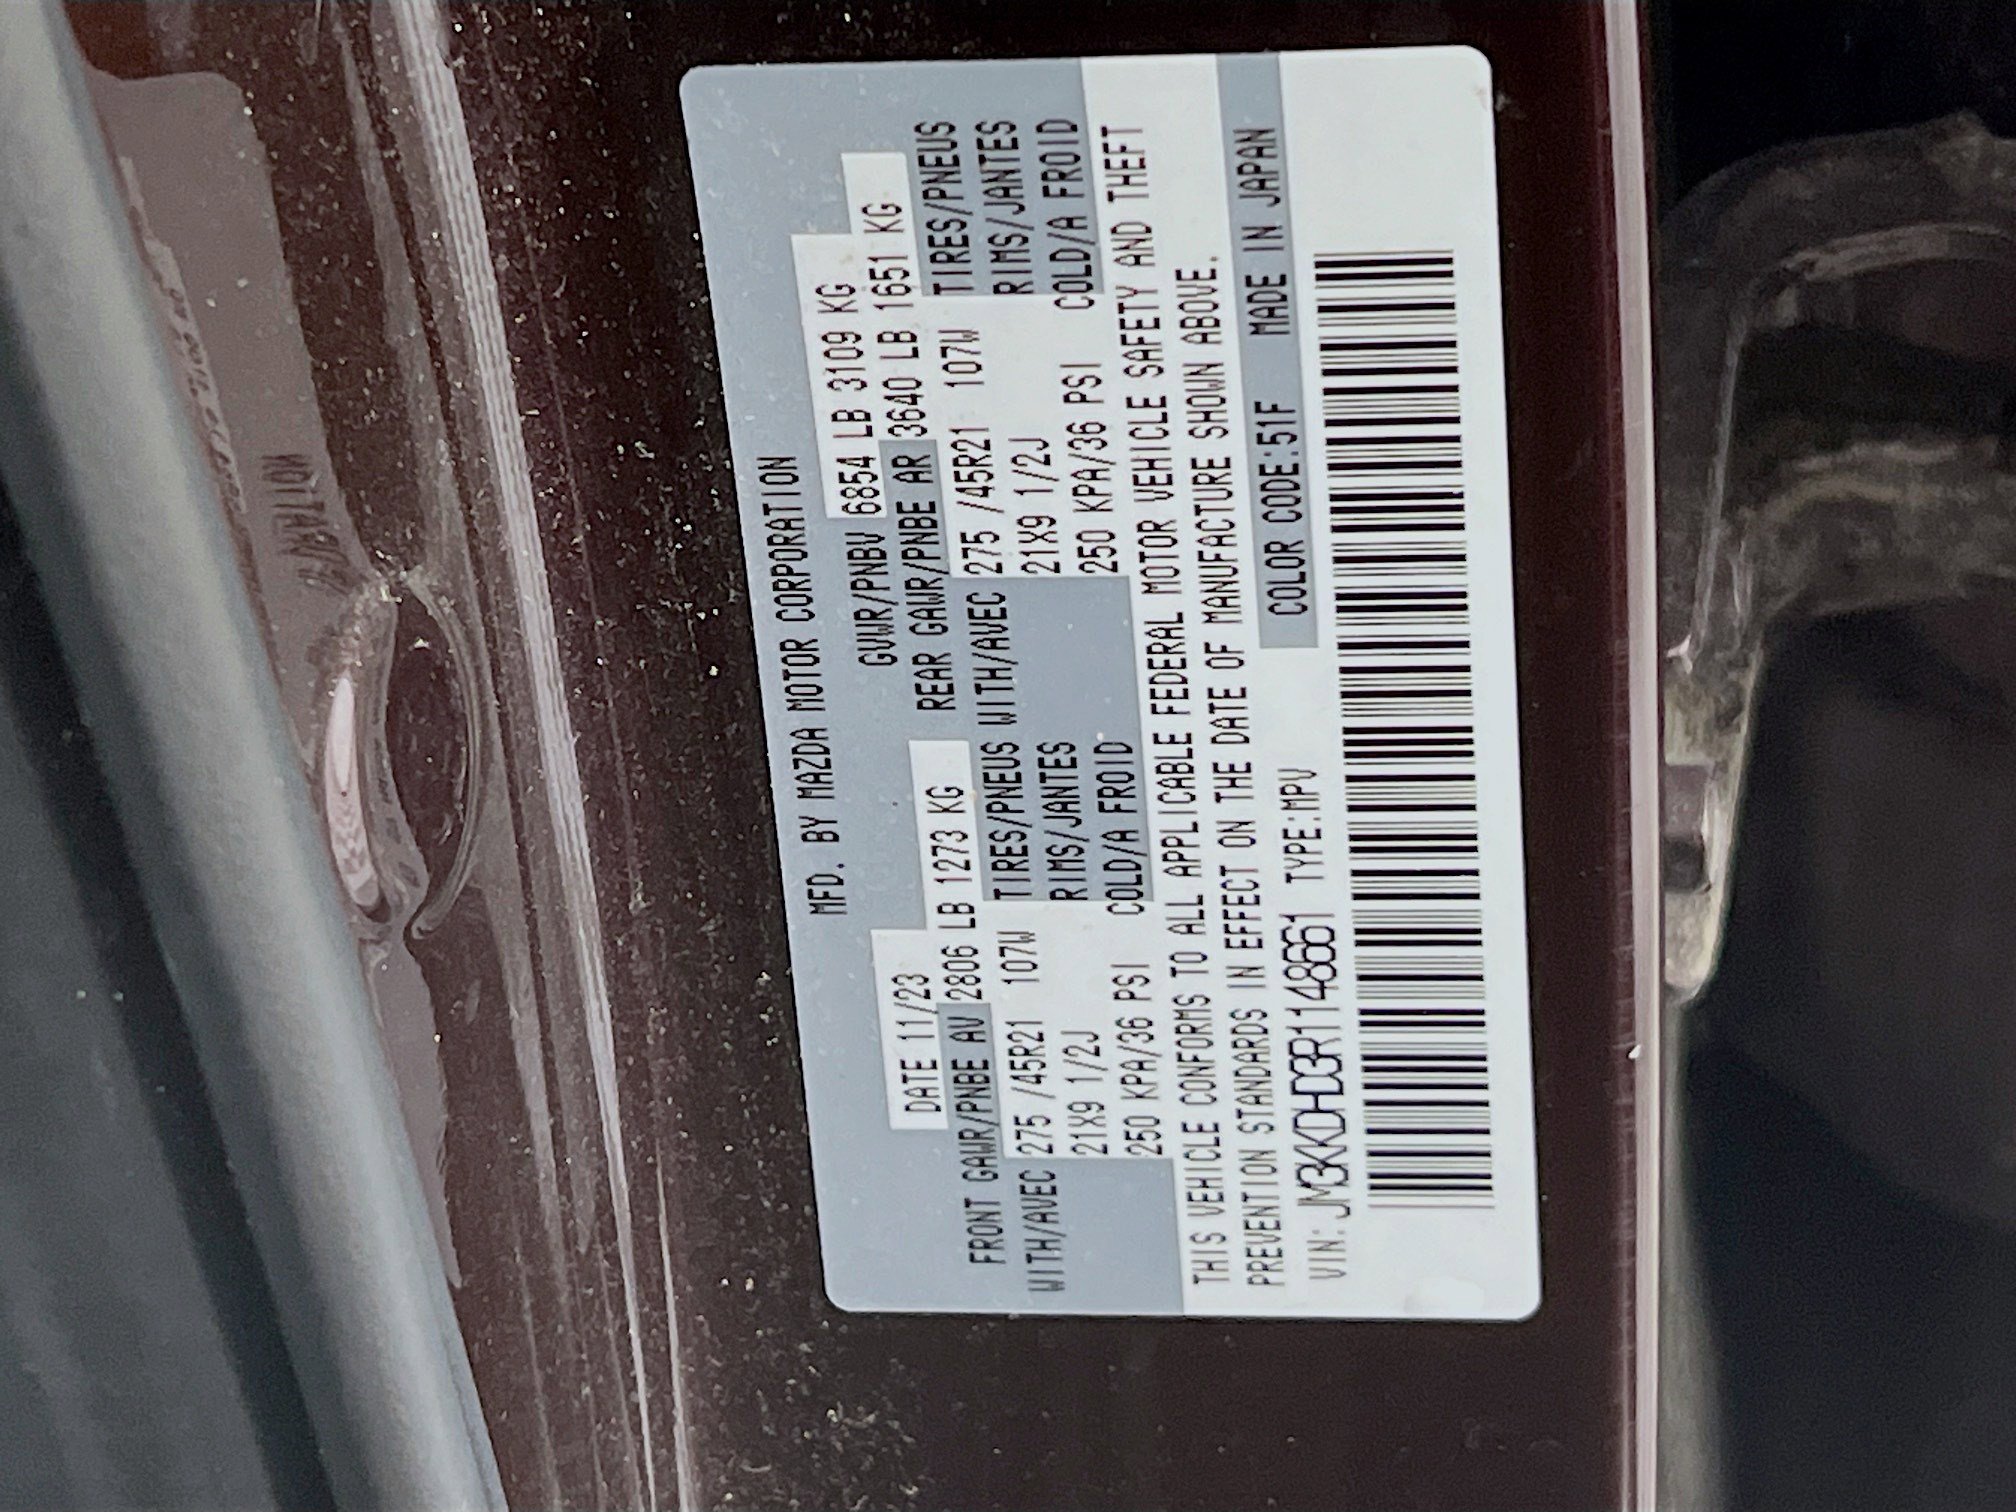 MFD. BY MAZDA MOTOR CORPORATION
DATE 11/23 GVWR/PNBV 6854 LB 3109 KG
FRONT GAWR/PNBE AV 2806 LB 1273 KG REAR GAWR/PNBE AR 3640 LB 1651 KG
WITH/AVEC 275 /45R21 107W TIRES/PNEUS WITH/AVEC 275 /45R21 107W TIRES/PNEUS
21X9 1/2J RIMS/JANTES 21X9 1/2J RIMS/JANTES
250 KPA/36 PSI COLD/A FROID 250 KPA/36 PSI COLD/A FROID
THIS VEHICLE CONFORMS TO ALL APPLICABLE FEDERAL MOTOR VEHICLE SAFETY AND THEFT
PREVENTION STANDARDS IN EFFECT ON THE DATE OF MANUFACTURE SHOWN ABOVE.
VIN: JM3KKDHD3R1148661 TYPE:MPV COLOR CODE:51F MADE IN JAPAN